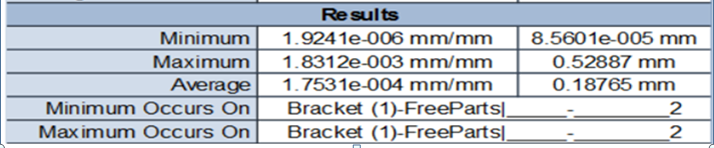 Results
Minimum 1.9241e-006 mm/mm 8.5601e-005 mm
Maximum 1.8312e-003 mm/mm 0.52887 mm
Average 1.7531e-004 mm/mm 0.18765 mm
Minimum Occurs On Bracket (1)-FreeParts|_____-________2
Maximum Occurs On Bracket (1)-FreeParts|_____-________2